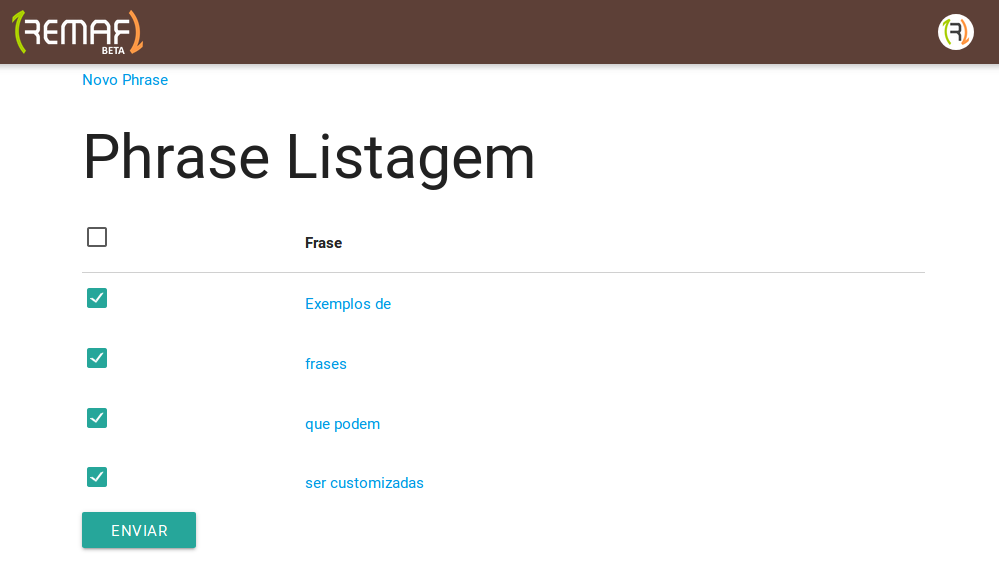 REMAF
BETA
R
Novo Phrase
Phrase Listagem
Frase
Exemplos de
frases
que podem
ser customizadas
ENVIAR